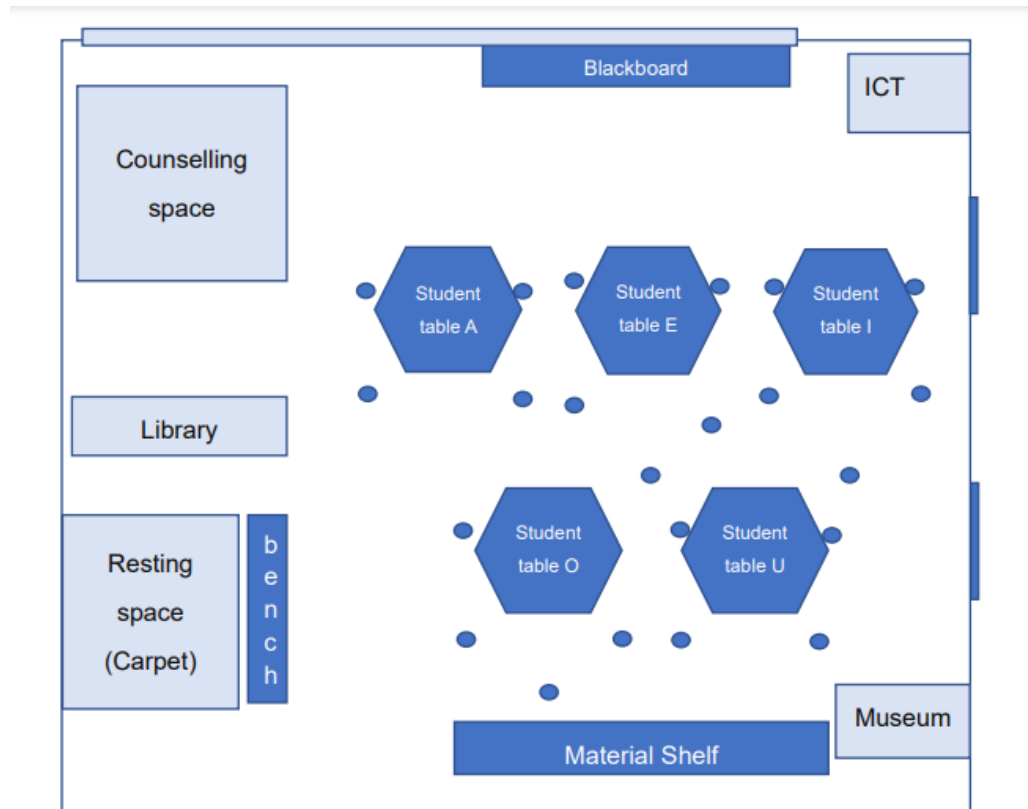 Blackboard
ICT
Counselling
space
Student
table A
Student
table E
Student
table I
Library
Resting
space
(Carpet)
b
e
n
c
h
Student
table O
Student
table U
Museum
Material Shelf